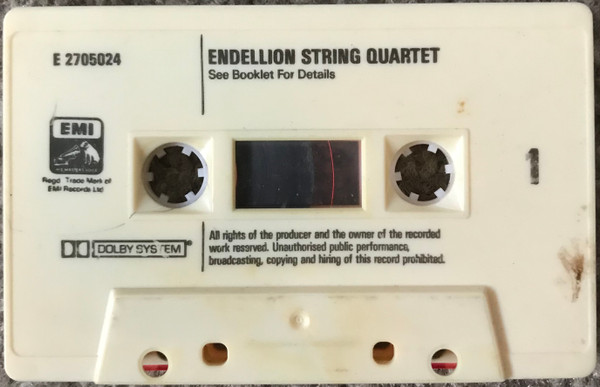 E 2705024
ENDELLION STRING QUARTET
See Booklet For Details
EMI
Regd. Trade Mark of
EMI Records Ltd
1
DOLBY SYSTEM
All rights of the producer and the owner of the recorded
work reserved. Unauthorised public performance,
broadcasting, copying and hiring of this record prohibited.